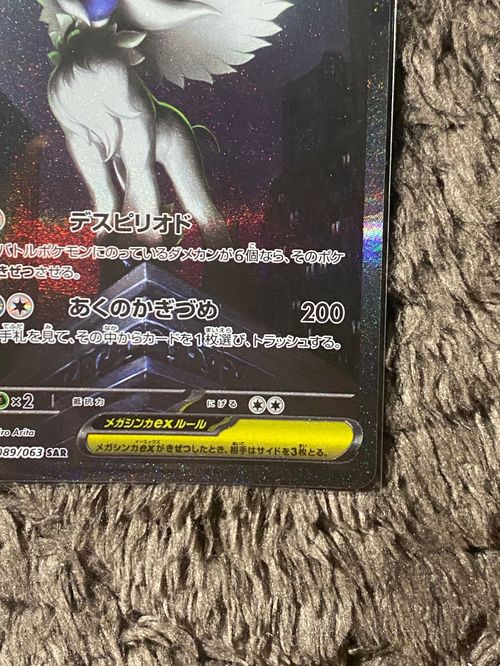 デスピリオド
バトルポケモンにのっているダメカンが6個なら、そのポケ
きぜつさせる。
あくのかぎづめ 200
手札を見て、その中からカードを1枚選び、トラッシュする。
×2 抵抗力 にげる
メガシンカexルール
メガシンカexがきぜつしたとき、相手はサイドを3枚とる。
ro Arita
089/063 SAR